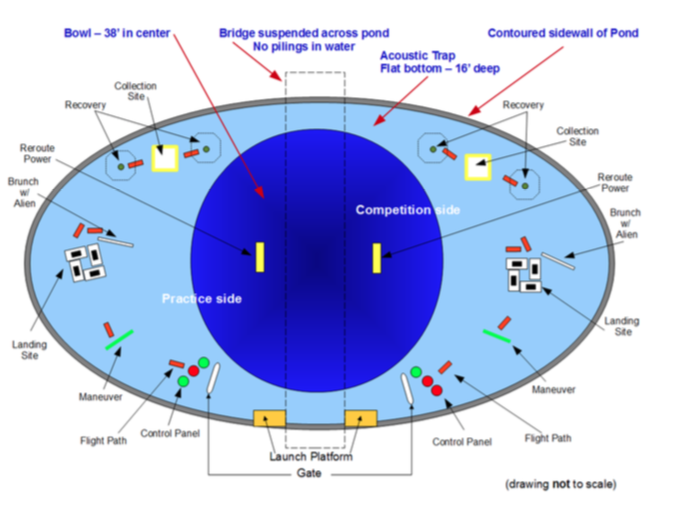 Bowl – 38' in center
Bridge suspended across pond
No pilings in water
Contoured sidewall of Pond
Acoustic Trap
Flat bottom – 16' deep
Collection
Site
Recovery
Recovery
Collection
Site
Reroute
Power
Reroute
Power
Brunch
w/
Alien
Competition side
Brunch
w/
Alien
Practice side
Landing
Site
Landing
Site
Maneuver
Maneuver
Flight Path
Control Panel
Control Panel
Flight Path
Launch Platform
Gate
(drawing not to scale)